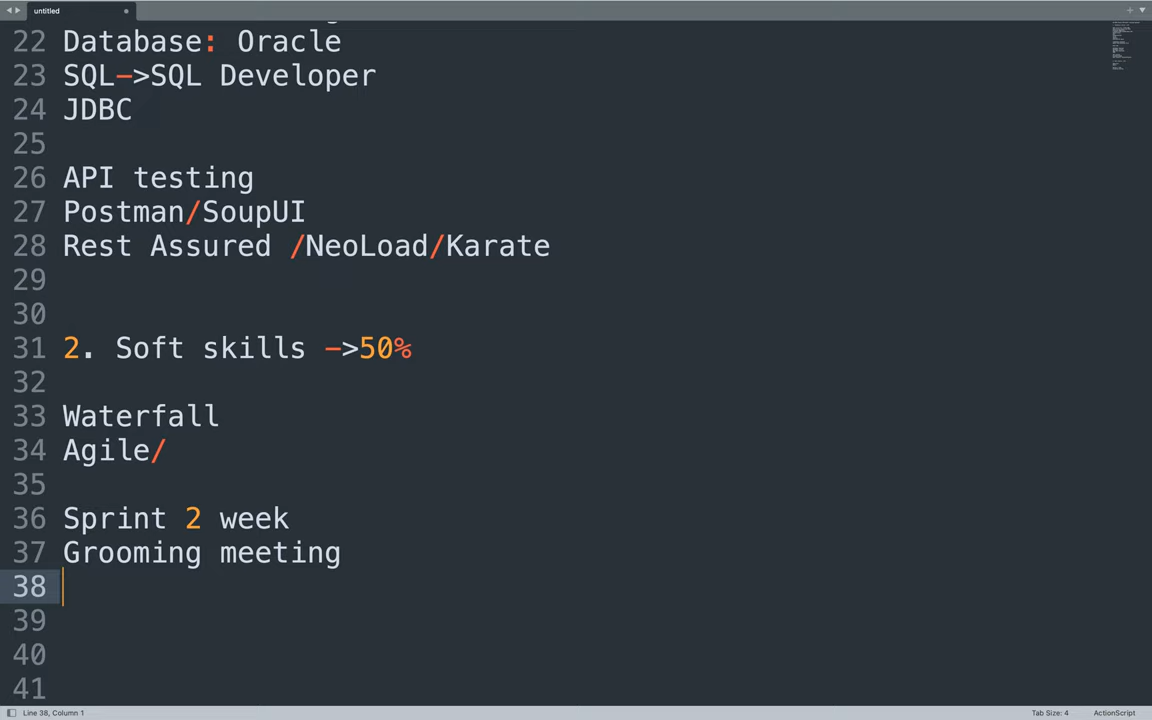 untitled
22 Database: Oracle
23 SQL->SQL Developer
24 JDBC
25
26 API testing
27 Postman/SoupUI
28 Rest Assured /NeoLoad/Karate
29
30
31 2. Soft skills ->50%
32
33 Waterfall
34 Agile/
35
36 Sprint 2 week
37 Grooming meeting
38
39
40
41
Line 38, Column 1
Tab Size: 4
ActionScript